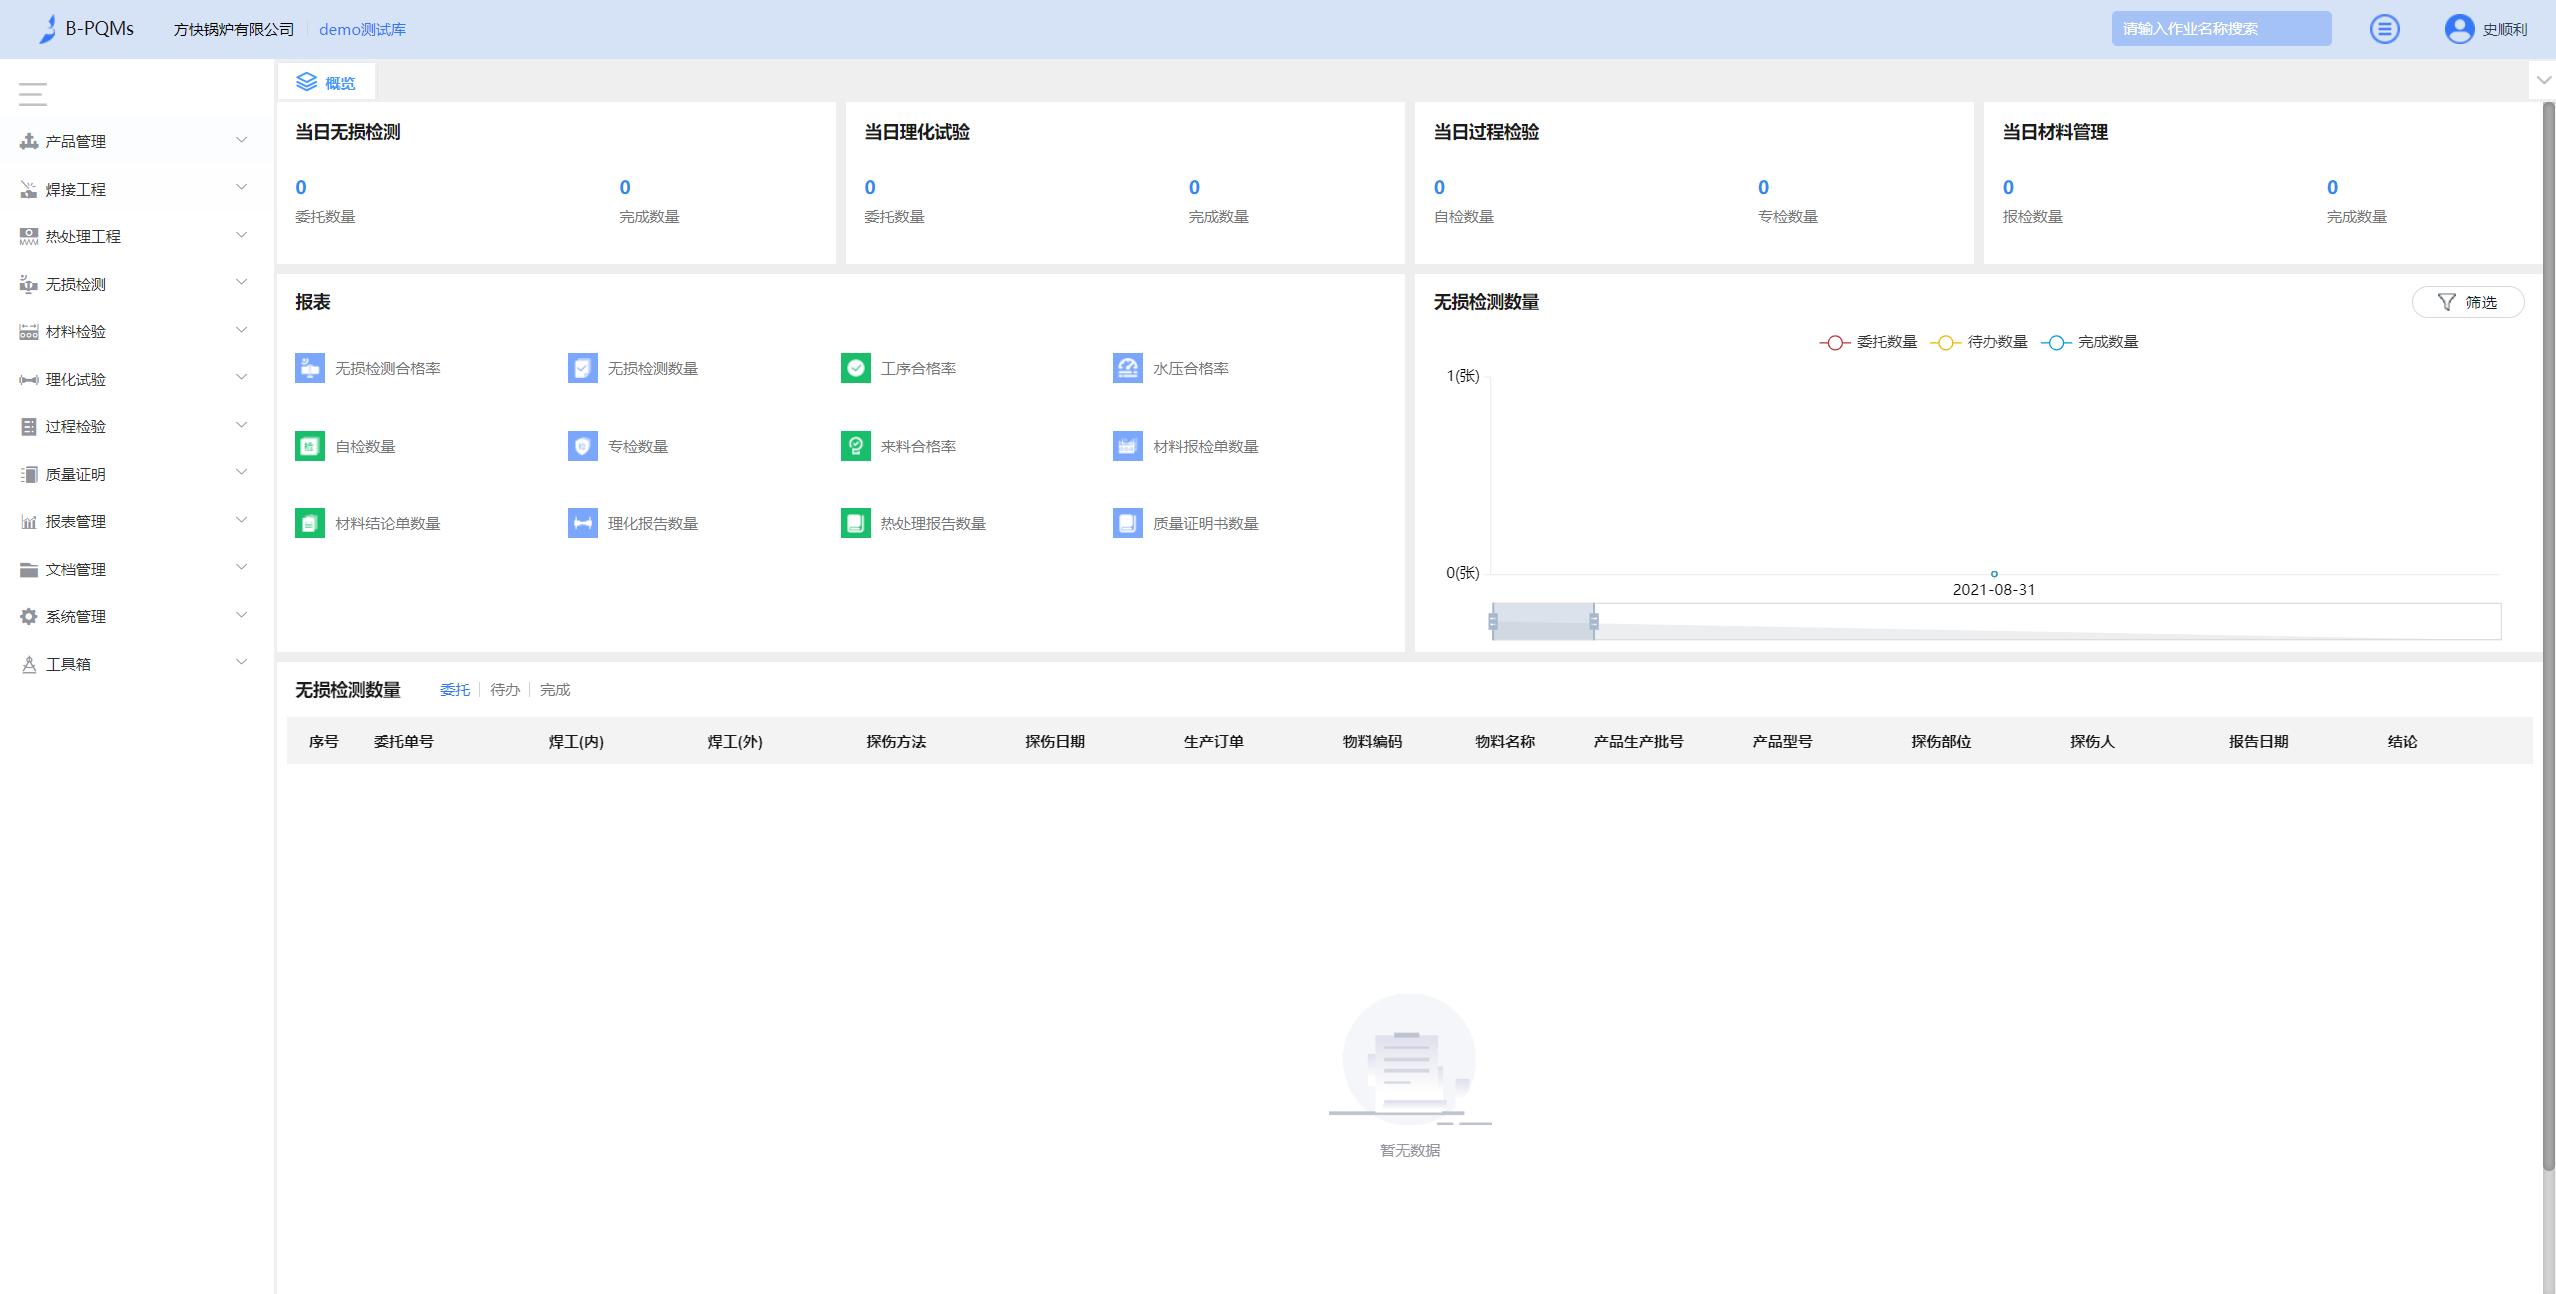 B-PQMs 方快锅炉有限公司 demo测试库 请输入作业名称搜索 史顺利
概览
产品管理
焊接工程
热处理工程
无损检测
材料检验
理化试验
过程检验
质量证明
报表管理
文档管理
系统管理
工具箱
当日无损检测
0 0
委托数量 完成数量
当日理化试验
0 0
委托数量 完成数量
当日过程检验
0 0
自检数量 专检数量
当日材料管理
0 0
报检数量 完成数量
报表
无损检测合格率 无损检测数量 工序合格率 水压合格率
自检数量 专检数量 来料合格率 材料报检单数量
材料结论单数量 理化报告数量 热处理报告数量 质量证明书数量
无损检测数量 筛选
委托数量 待办数量 完成数量
1(张)
0(张)
2021-08-31
无损检测数量 委托 待办 完成
序号 委托单号 焊工(内) 焊工(外) 探伤方法 探伤日期 生产订单 物料编码 物料名称 产品生产批号 产品型号 探伤部位 探伤人 报告日期 结论
暂无数据